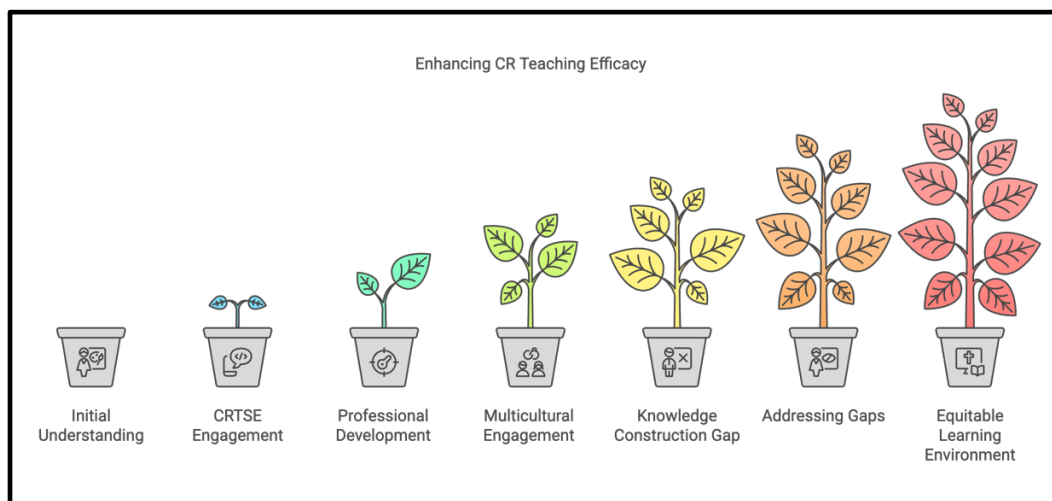 Enhancing CR Teaching Efficacy
Initial
Understanding
CRTSE
Engagement
Professional
Development
Multicultural
Engagement
Knowledge
Construction Gap
Addressing Gaps
Equitable
Learning
Environment